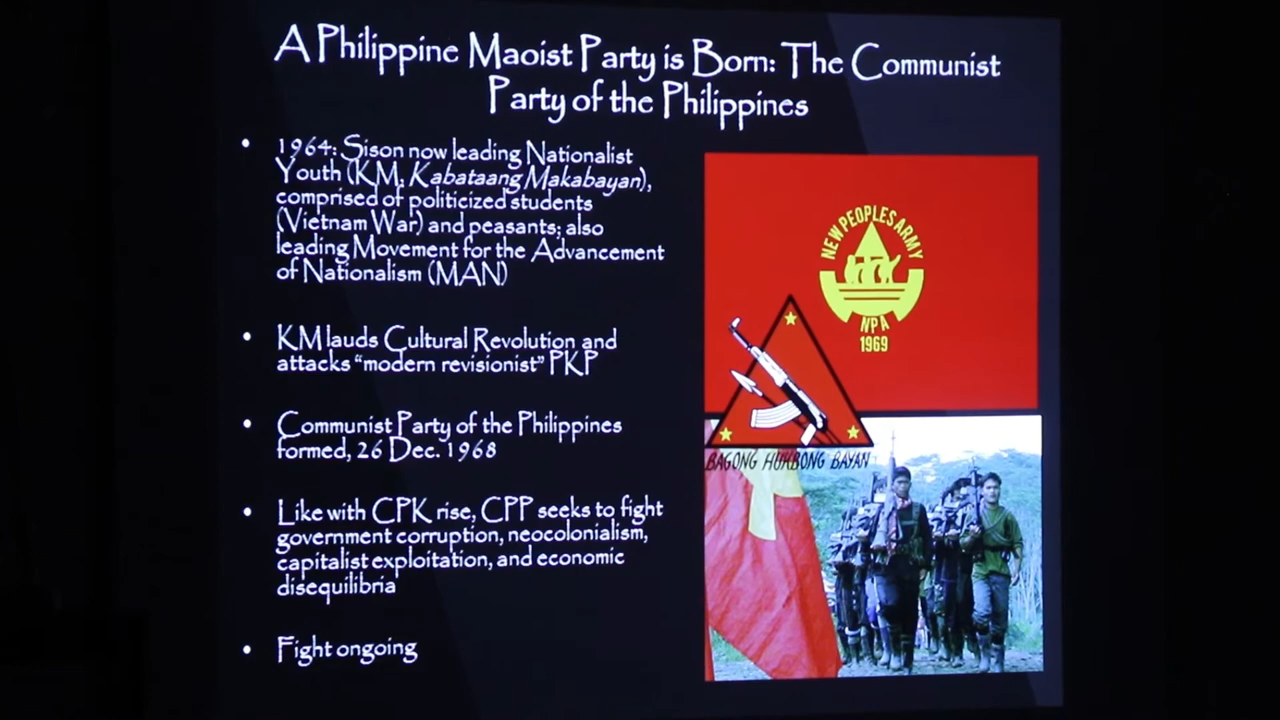 A Philippine Maoist Party is Born: The Communist
Party of the Philippines
• 1964: Sison now leading Nationalist
Youth (KM, Kabataang Makabayan),
comprised of politicized students
(Vietnam War) and peasants; also
leading Movement for the Advancement
of Nationalism (MAN)
• KM lauds Cultural Revolution and
attacks “modern revisionist” PKP
• Communist Party of the Philippines
formed, 26 Dec. 1968
• Like with CPK rise, CPP seeks to fight
government corruption, neocolonialism,
capitalist exploitation, and economic
disequilibria
• Fight ongoing
NEW PEOPLES ARMY
NPA
1969
BAGONG HUKBONG BAYAN